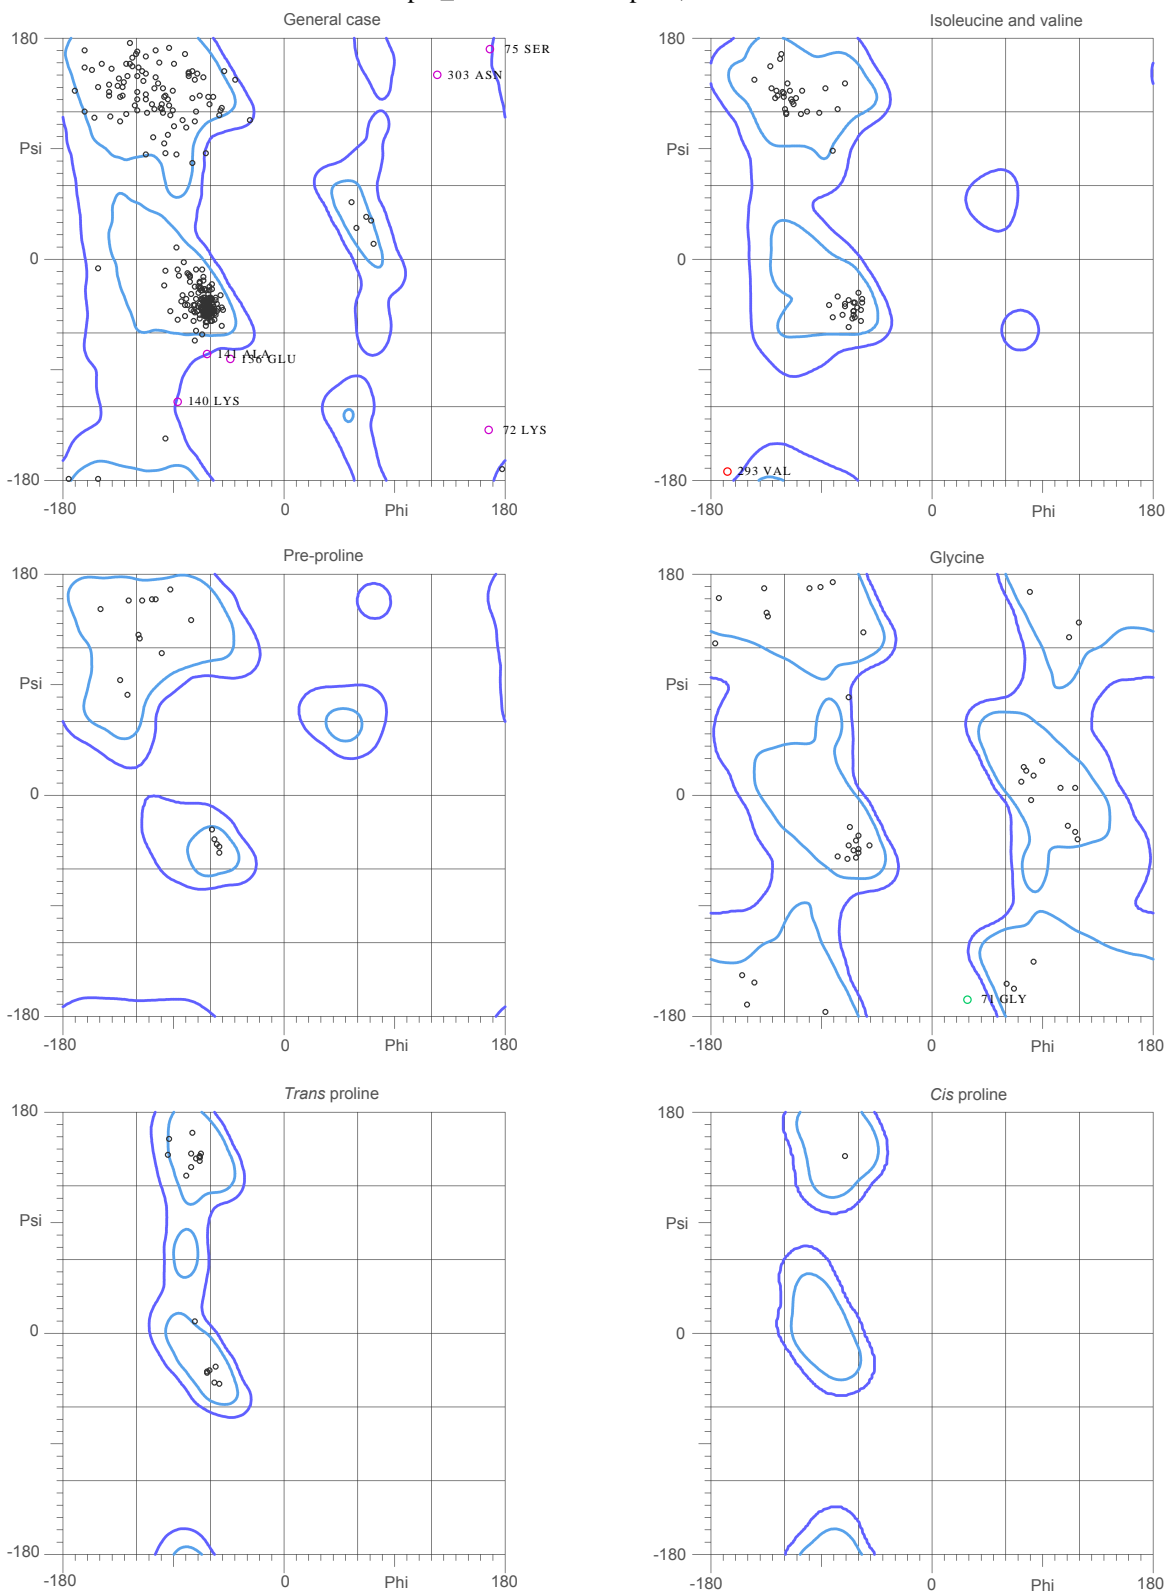 General case
Isoleucine and valine
180
75 SER
303 ASN
Psi
0
141 ALA
136 GLU
140 LYS
72 LYS
-180
-180
0
Phi
180
180
Psi
0
293 VAL
-180
-180
0
Phi
180
Pre-proline
Glycine
180
Psi
0
-180
-180
0
Phi
180
180
Psi
0
71 GLY
-180
-180
0
Phi
180
Trans proline
Cis proline
180
Psi
0
-180
-180
0
Phi
180
180
Psi
0
-180
-180
0
Phi
180